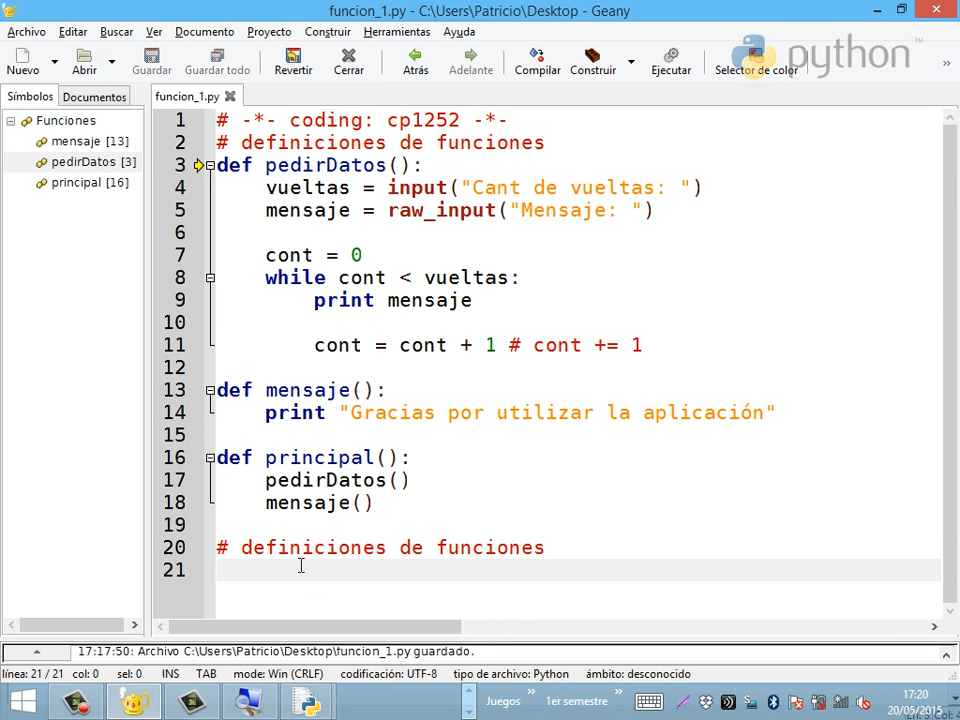 funcion_1.py - C:\Users\Patricio\Desktop - Geany
Archivo Editar Buscar Ver Documento Proyecto Construir Herramientas Ayuda
Nuevo Abrir Guardar Guardar todo Revertir Cerrar Atrás Adelante Compilar Construir Ejecutar Selector de color
python™
Símbolos Documentos funcion_1.py
Funciones
mensaje [13]
pedirDatos [3]
principal [16]
1 # -*- coding: cp1252 -*-
2 # definiciones de funciones
3 def pedirDatos():
4 vueltas = input("Cant de vueltas: ")
5 mensaje = raw_input("Mensaje: ")
6
7 cont = 0
8 while cont < vueltas:
9 print mensaje
10
11 cont = cont + 1 # cont += 1
12
13 def mensaje():
14 print "Gracias por utilizar la aplicación"
15
16 def principal():
17 pedirDatos()
18 mensaje()
19
20 # definiciones de funciones
21
17:17:50: Archivo C:\Users\Patricio\Desktop\funcion_1.py guardado.
línea: 21 / 21 col: 0 sel: 0 INS TAB mode: Win (CRLF) codificación: UTF-8 tipo de archivo: Python ámbito: desconocido
Juegos 1er semestre
17:20
20/05/2015